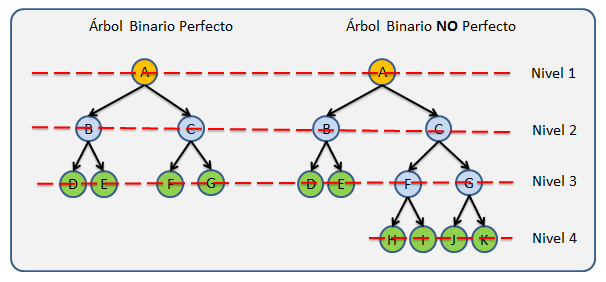 Árbol Binario Perfecto
Árbol Binario NO Perfecto
A
A
Nivel 1
B
C
B
C
Nivel 2
D
E
F
G
D
E
F
G
Nivel 3
H
I
J
K
Nivel 4